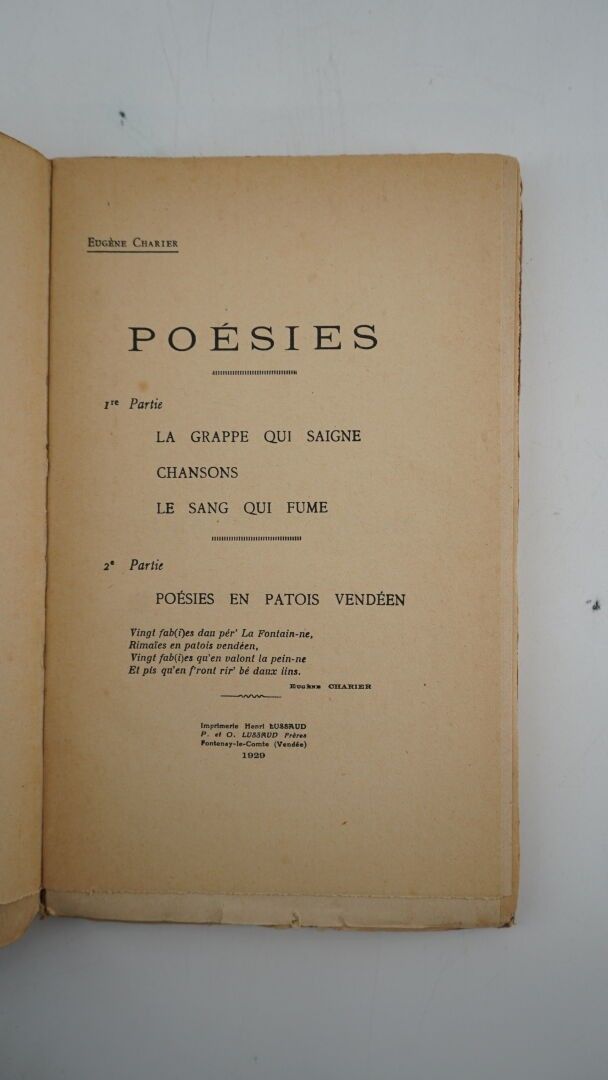 EUGÈNE CHARIER
POÉSIES
1re Partie
LA GRAPPE QUI SAIGNE
CHANSONS
LE SANG QUI FUME
2e Partie
POÉSIES EN PATOIS VENDÉEN
Vingt fab(i)es dau pér' La Fontain-ne,
Rimaïes en patois vendéen,
Vingt fab(i)es qu'en valont la pein-ne
Et pis qu'en f'ront rir' bé daux iins.
EUGÈNE CHARIER
Imprimerie Henri LUSSAUD
P. et O. LUSSAUD Frères
Fontenay-le-Comte (Vendée)
1929